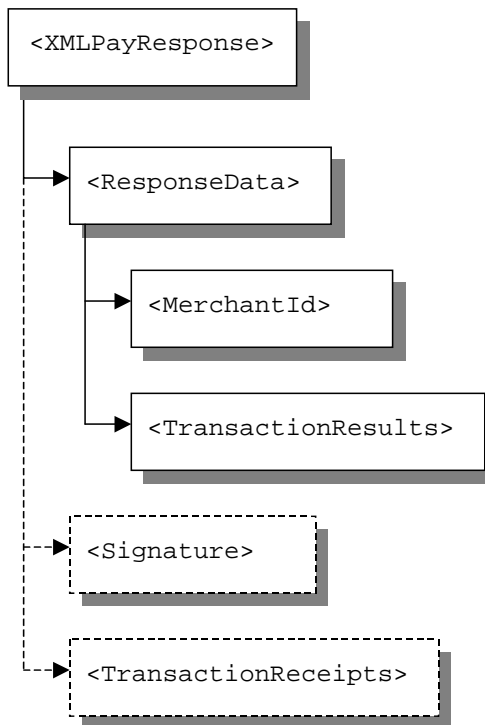 <XMLPayResponse>
<ResponseData>
<MerchantId>
<TransactionResults>
<Signature>
<TransactionReceipts>